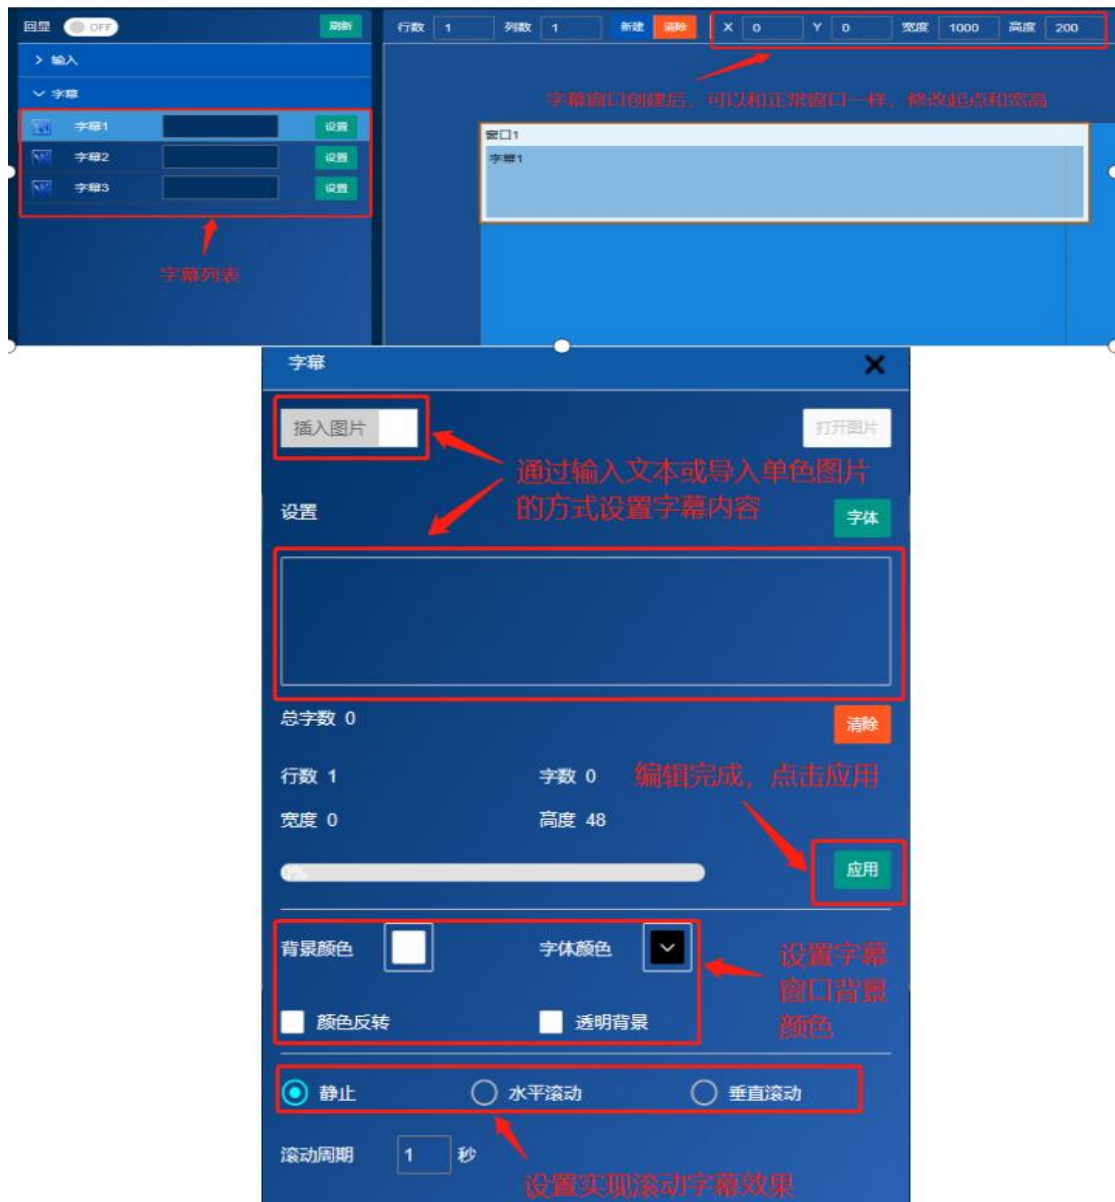 回显 OFF 刷新 行数 1 列数 1 新建 清除 X 0 Y 0 宽度 1000 高度 200
输入
字幕
字幕窗口创建后，可以和正常窗口一样，修改起点和宽高
字幕1 设置
窗口1
字幕2 设置
字幕1
字幕3 设置
字幕列表
字幕
插入图片 打开图片
通过输入文本或导入单色图片
的方式设置字幕内容
设置 字体
总字数 0 清除
行数 1 字数 0
编辑完成，点击应用
宽度 0 高度 48
0% 应用
背景颜色 字体颜色
设置字幕
窗口背景
颜色
颜色反转 透明背景
静止 水平滚动 垂直滚动
滚动周期 1 秒
设置实现滚动字幕效果